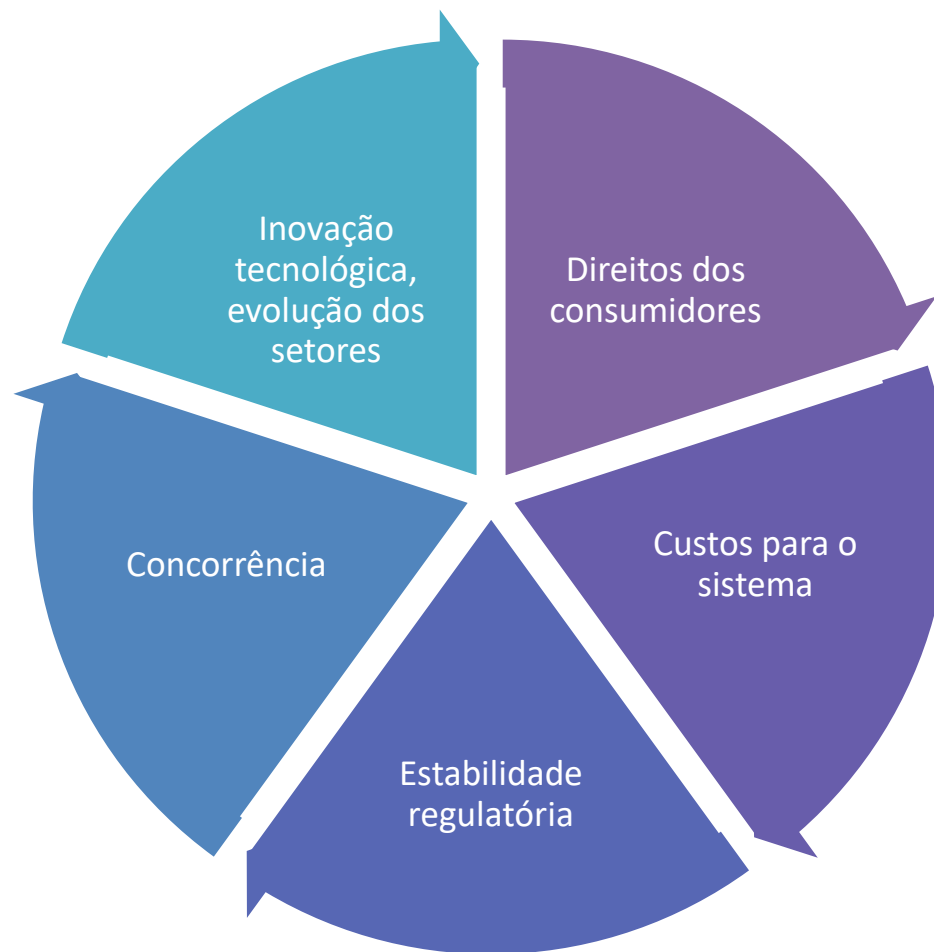 Inovação
tecnológica,
evolução dos
setores
Direitos dos
consumidores
Custos para o
sistema
Estabilidade
regulatória
Concorrência